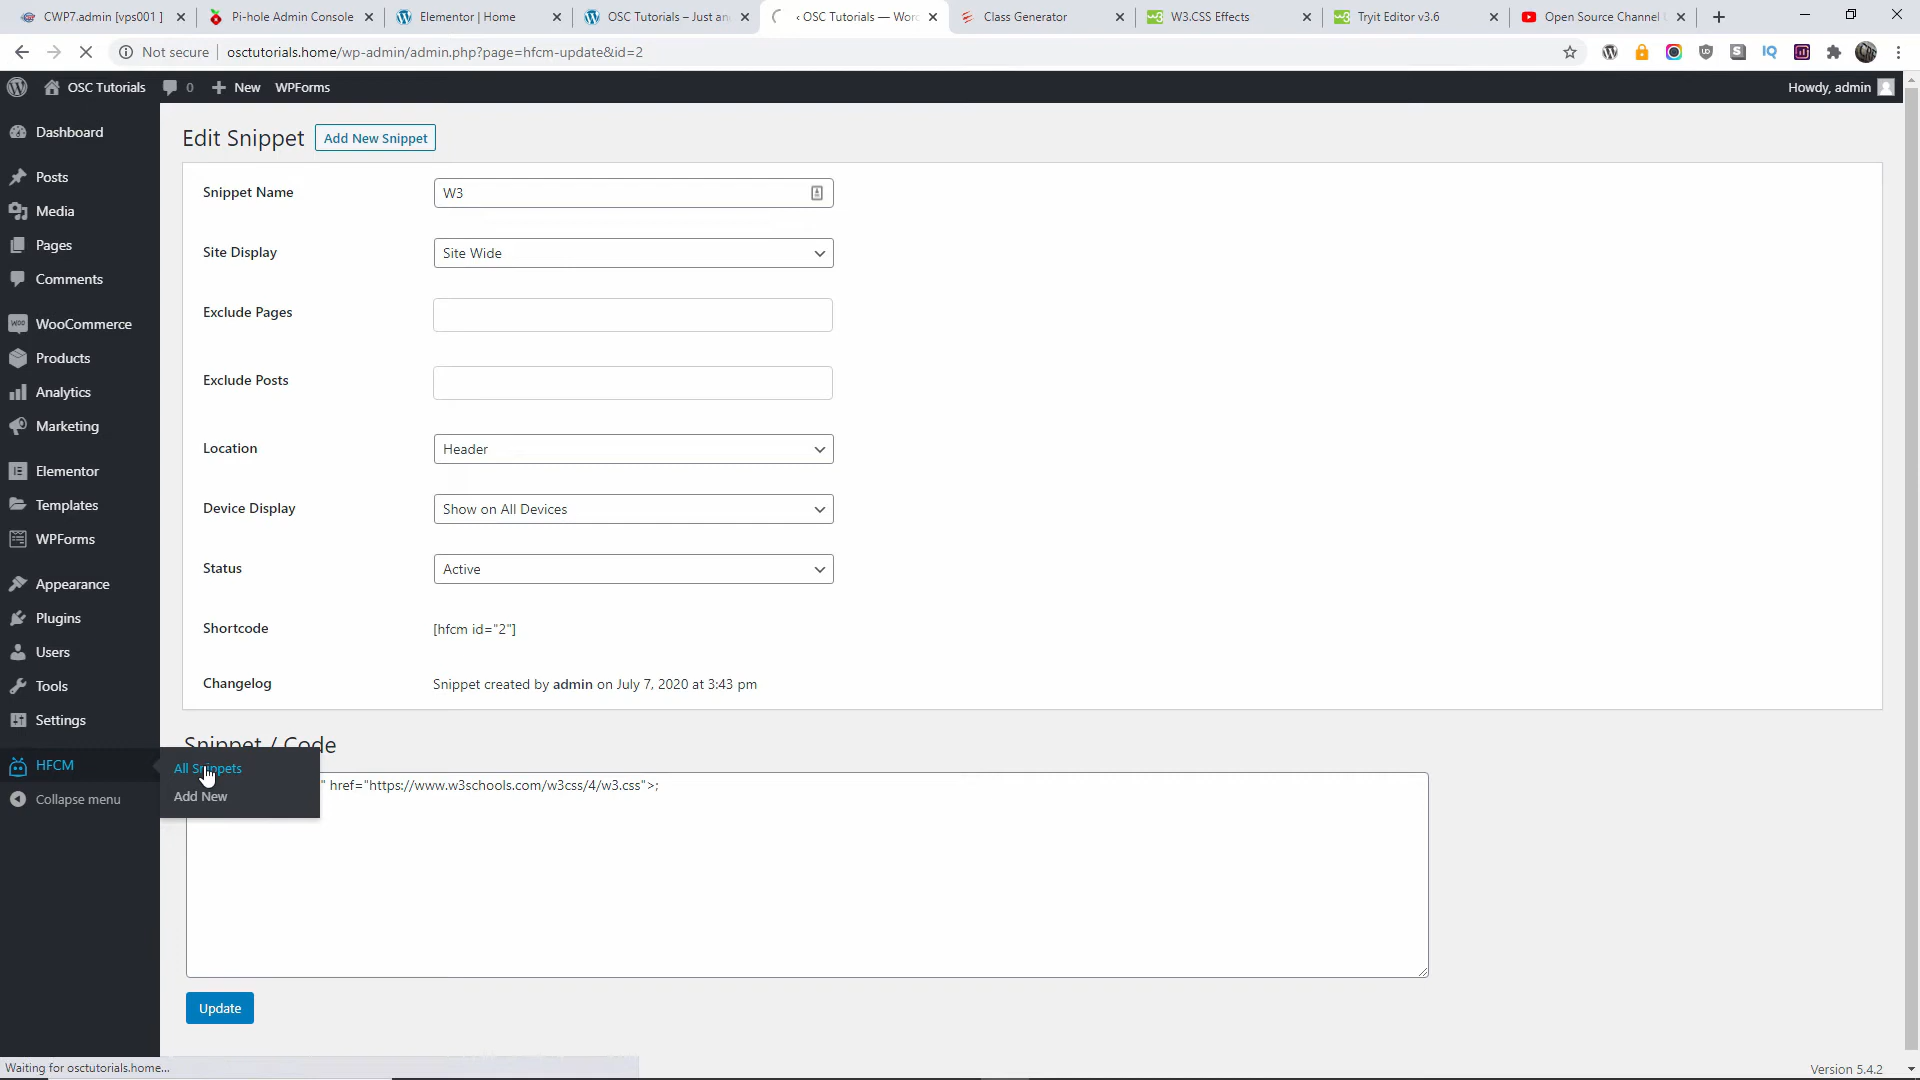 CWP7.admin [vps001 ]
Pi-hole Admin Console
Elementor | Home
OSC Tutorials – Just an
‹ OSC Tutorials — Word
Class Generator
W3.CSS Effects
Tryit Editor v3.6
Open Source Channel
Not secure
osctutorials.home/wp-admin/admin.php?page=hfcm-update&id=2
OSC Tutorials
0
New
WPForms
Howdy, admin
Dashboard
Posts
Media
Pages
Comments
WooCommerce
Products
Analytics
Marketing
Elementor
Templates
WPForms
Appearance
Plugins
Users
Tools
Settings
HFCM
All Snippets
Add New
Collapse menu
Edit Snippet
Add New Snippet
Snippet Name
W3
Site Display
Site Wide
Exclude Pages
Exclude Posts
Location
Header
Device Display
Show on All Devices
Status
Active
Shortcode
[hfcm id="2"]
Changelog
Snippet created by admin on July 7, 2020 at 3:43 pm
Snippet / Code
" href="https://www.w3schools.com/w3css/4/w3.css">;
Update
Waiting for osctutorials.home...
Version 5.4.2